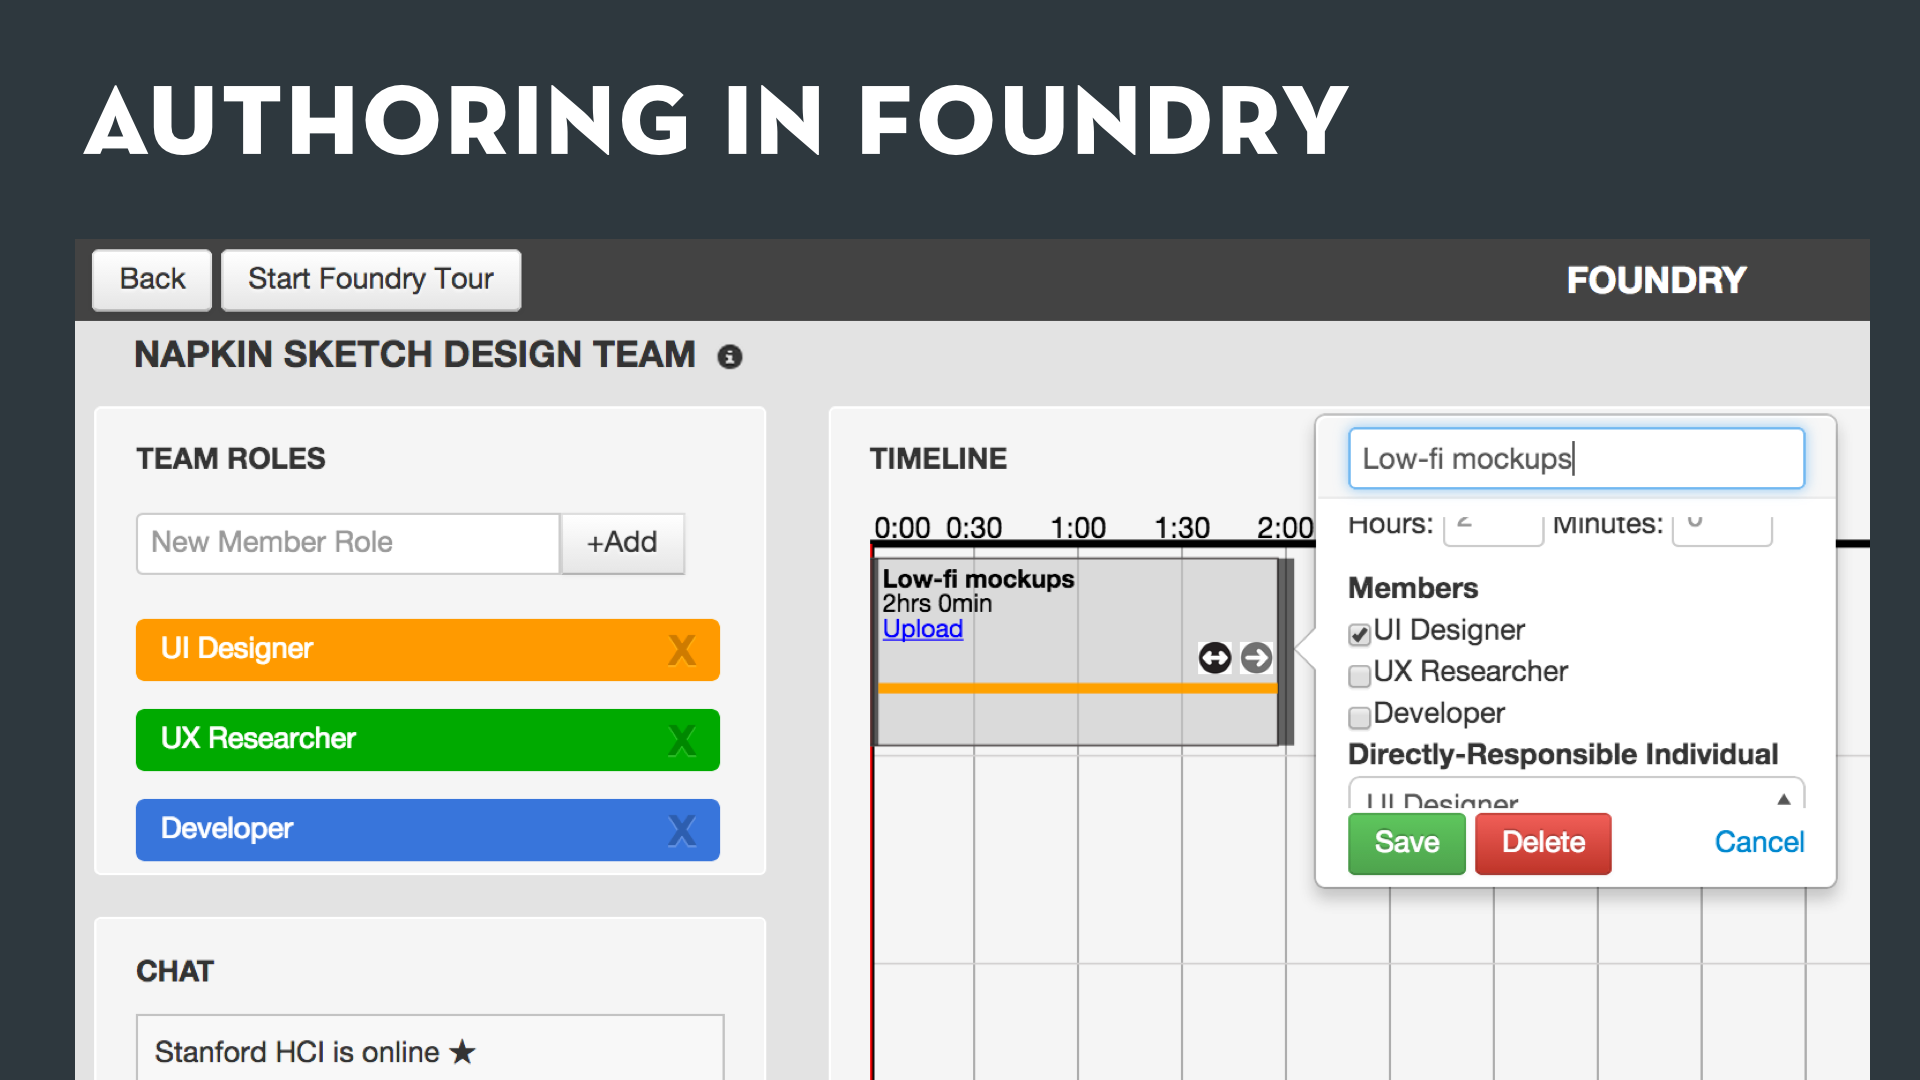 AUTHORING IN FOUNDRY
Back
Start Foundry Tour
FOUNDRY
NAPKIN SKETCH DESIGN TEAM
TEAM ROLES
New Member Role
+Add
UI Designer X
UX Researcher X
Developer X
CHAT
Stanford HCI is online ★
TIMELINE
0:00 0:30 1:00 1:30 2:00
Low-fi mockups
2hrs 0min
Upload
Low-fi mockups
Hours: 2 Minutes: 0
Members
UI Designer
UX Researcher
Developer
Directly-Responsible Individual
UI Designer
Save Delete Cancel